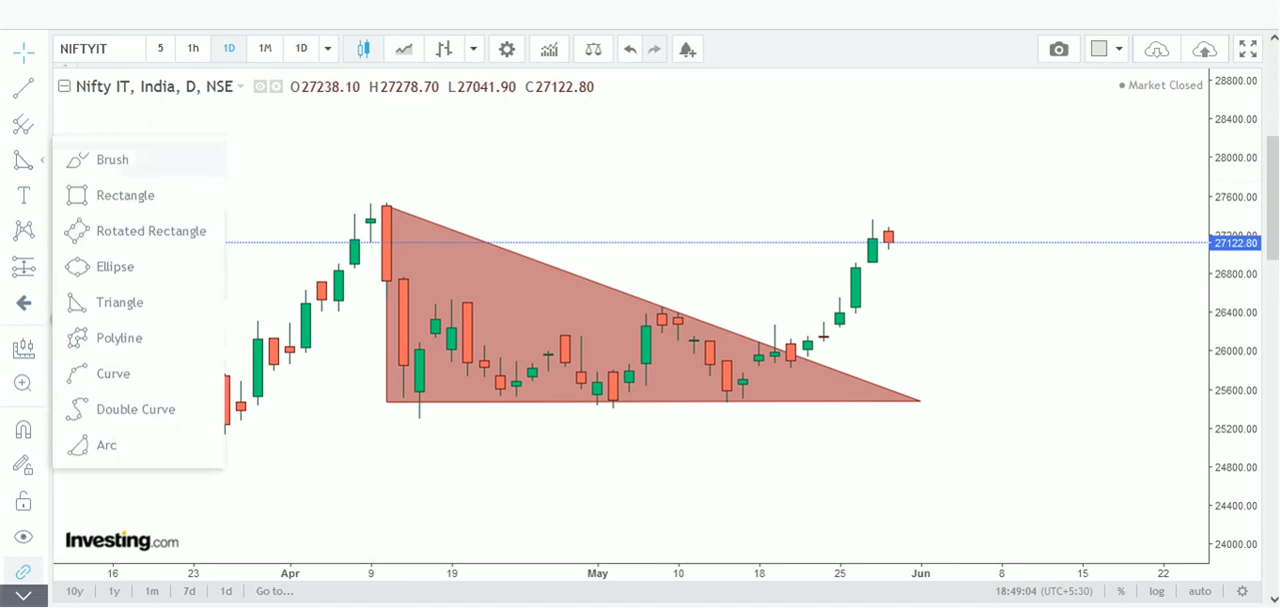 NIFTYIT 5 1h 1D 1M 1D
Nifty IT, India, D, NSE O27238.10 H27278.70 L27041.90 C27122.80
Market Closed
Brush
Rectangle
Rotated Rectangle
Ellipse
Triangle
Polyline
Curve
Double Curve
Arc
T
28800.00
28400.00
28000.00
27600.00
27200.00
27122.80
26800.00
26400.00
26000.00
25600.00
25200.00
24800.00
24400.00
24000.00
Investing.com
16 23 Apr 9 19 May 10 18 25 Jun 8 15 22
10y 1y 1m 7d 1d Go to... 18:49:04 (UTC+5:30) % log auto